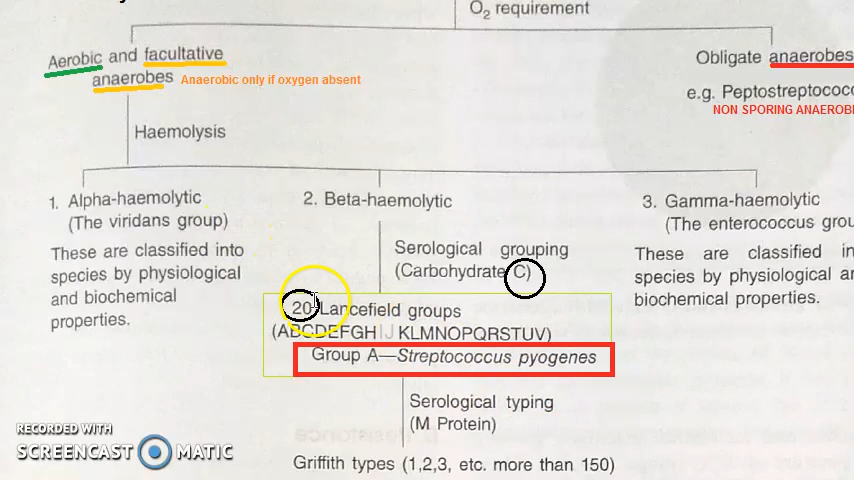 O2 requirement
Aerobic and facultative
anaerobes Anaerobic only if oxygen absent
Obligate anaerobes
e.g. Peptostreptococc
NON SPORING ANAEROBI
Haemolysis
1. Alpha-haemolytic
(The viridans group)
These are classified into
species by physiological
and biochemical
properties.
2. Beta-haemolytic
Serological grouping
(Carbohydrate C)
20 Lancefield groups
(ABCDEFGH IJ KLMNOPQRSTUV)
Group A—Streptococcus pyogenes
Serological typing
(M Protein)
Griffith types (1,2,3, etc. more than 150)
3. Gamma-haemolytic
(The enterococcus grou
These are classified in
species by physiological a
biochemical properties.
RECORDED WITH
SCREENCAST MATIC